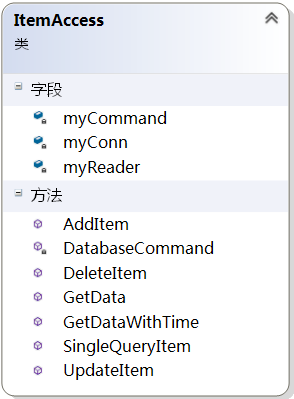 ItemAccess
类
字段
myCommand
myConn
myReader
方法
AddItem
DatabaseCommand
DeleteItem
GetData
GetDataWithTime
SingleQueryItem
UpdateItem